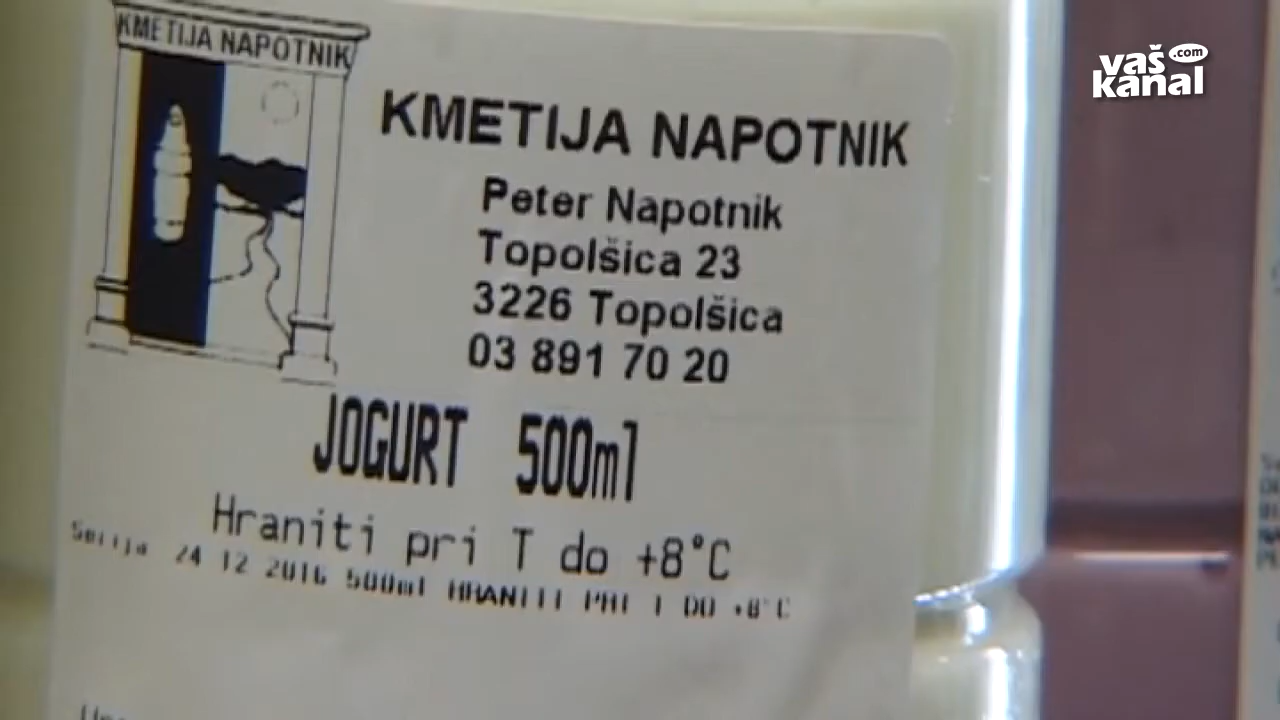 KMETIJA NAPOTNIK
vaš .com
kanal
KMETIJA NAPOTNIK
Peter Napotnik
Topolšica 23
3226 Topolšica
03 891 70 20
JOGURT 500ml
Hraniti pri T do +8°C
Serija 24 12 2016 500ml HRANITI PRI T DO +8°C